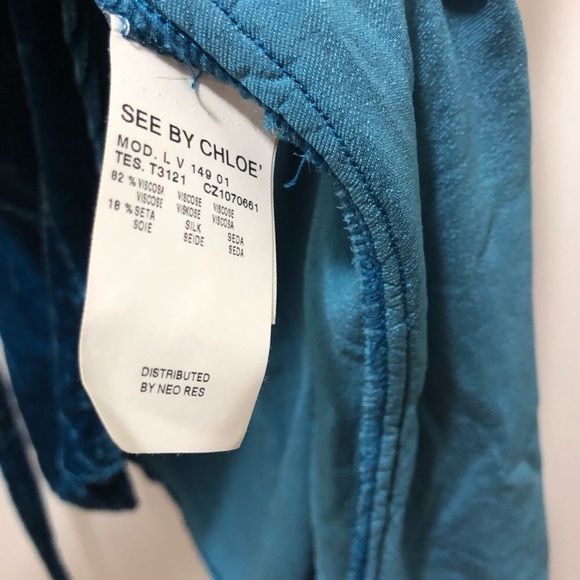 SEE BY CHLOE'
MOD. L V 149 01
TES. T3121 CZ1070661
82 % VISCOSA VISCOSE VISCOSE
VISCOSE VISKOSE VISCOSA
18 % SETA SILK SEDA
SOIE SEIDE SEDA
DISTRIBUTED
BY NEO RES